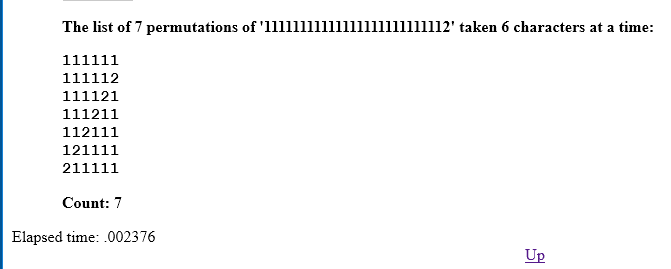 The list of 7 permutations of '11111111111111111111111112' taken 6 characters at a time:
111111
111112
111121
111211
112111
121111
211111
Count: 7
Elapsed time: .002376
Up